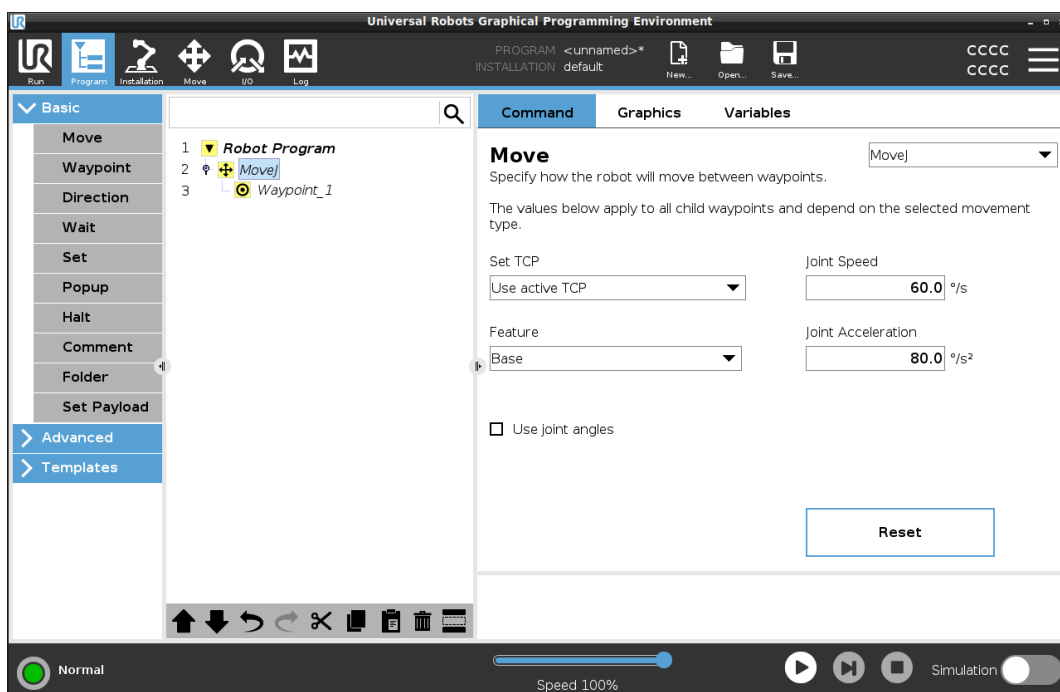 UR
Universal Robots Graphical Programming Environment
UR
Run
Program
Installation
Move
I/O
Log
PROGRAM <unnamed>*
INSTALLATION default
New...
Open...
Save...
CCCC
CCCC
Basic
Move
Waypoint
Direction
Wait
Set
Popup
Halt
Comment
Folder
Set Payload
Advanced
Templates
1 Robot Program
2 MoveJ
3 Waypoint_1
Command
Graphics
Variables
Move
MoveJ
Specify how the robot will move between waypoints.
The values below apply to all child waypoints and depend on the selected movement
type.
Set TCP
Joint Speed
Use active TCP
60.0 °/s
Feature
Joint Acceleration
Base
80.0 °/s²
Use joint angles
Reset
Normal
Speed 100%
Simulation